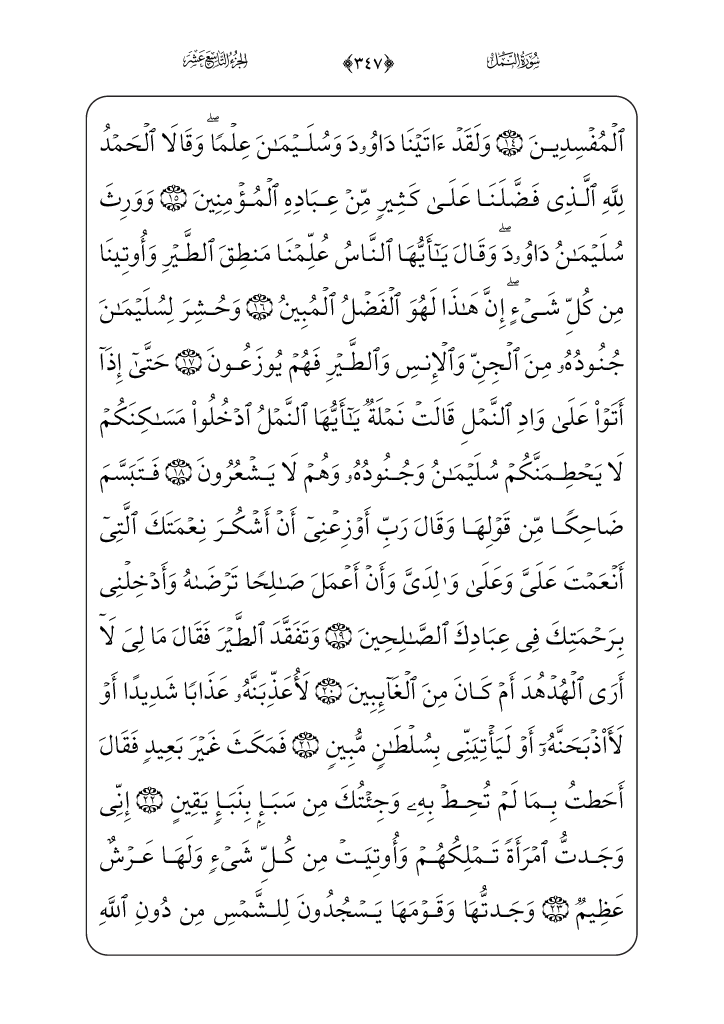 سُورَةُ النَّمۡلِ ﴿٣٤٧﴾ الجُزۡءُ التَّاسِعَ عَشَرَ
ٱلۡمُفۡسِدِينَ ١٤ وَلَقَدۡ ءَاتَيۡنَا دَاوُۥدَ وَسُلَيۡمَٰنَ عِلۡمٗاۖ وَقَالَا ٱلۡحَمۡدُ
لِلَّهِ ٱلَّذِي فَضَّلَنَا عَلَىٰ كَثِيرٖ مِّنۡ عِبَادِهِ ٱلۡمُؤۡمِنِينَ ١٥ وَوَرِثَ
سُلَيۡمَٰنُ دَاوُۥدَۖ وَقَالَ يَٰٓأَيُّهَا ٱلنَّاسُ عُلِّمۡنَا مَنطِقَ ٱلطَّيۡرِ وَأُوتِينَا
مِن كُلِّ شَيۡءٍۖ إِنَّ هَٰذَا لَهُوَ ٱلۡفَضۡلُ ٱلۡمُبِينُ ١٦ وَحُشِرَ لِسُلَيۡمَٰنَ
جُنُودُهُۥ مِنَ ٱلۡجِنِّ وَٱلۡإِنسِ وَٱلطَّيۡرِ فَهُمۡ يُوزَعُونَ ١٧ حَتَّىٰٓ إِذَآ
أَتَوۡاْ عَلَىٰ وَادِ ٱلنَّمۡلِ قَالَتۡ نَمۡلَةٞ يَٰٓأَيُّهَا ٱلنَّمۡلُ ٱدۡخُلُواْ مَسَٰكِنَكُمۡ
لَا يَحۡطِمَنَّكُمۡ سُلَيۡمَٰنُ وَجُنُودُهُۥ وَهُمۡ لَا يَشۡعُرُونَ ١٨ فَتَبَسَّمَ
ضَاحِكٗا مِّن قَوۡلِهَا وَقَالَ رَبِّ أَوۡزِعۡنِيٓ أَنۡ أَشۡكُرَ نِعۡمَتَكَ ٱلَّتِيٓ
أَنۡعَمۡتَ عَلَيَّ وَعَلَىٰ وَٰلِدَيَّ وَأَنۡ أَعۡمَلَ صَٰلِحٗا تَرۡضَىٰهُ وَأَدۡخِلۡنِي
بِرَحۡمَتِكَ فِي عِبَادِكَ ٱلصَّٰلِحِينَ ١٩ وَتَفَقَّدَ ٱلطَّيۡرَ فَقَالَ مَا لِيَ لَآ
أَرَى ٱلۡهُدۡهُدَ أَمۡ كَانَ مِنَ ٱلۡغَآئِبِينَ ٢٠ لَأُعَذِّبَنَّهُۥ عَذَابٗا شَدِيدًا أَوۡ
لَأَاْذۡبَحَنَّهُۥٓ أَوۡ لَيَأۡتِيَنِّي بِسُلۡطَٰنٖ مُّبِينٖ ٢١ فَمَكَثَ غَيۡرَ بَعِيدٖ فَقَالَ
أَحَطتُ بِمَا لَمۡ تُحِطۡ بِهِۦ وَجِئۡتُكَ مِن سَبَإِۭ بِنَبَإٖ يَقِينٍ ٢٢ إِنِّي
وَجَدتُّ ٱمۡرَأَةٗ تَمۡلِكُهُمۡ وَأُوتِيَتۡ مِن كُلِّ شَيۡءٖ وَلَهَا عَرۡشٌ
عَظِيمٞ ٢٣ وَجَدتُّهَا وَقَوۡمَهَا يَسۡجُدُونَ لِلشَّمۡسِ مِن دُونِ ٱللَّهِ